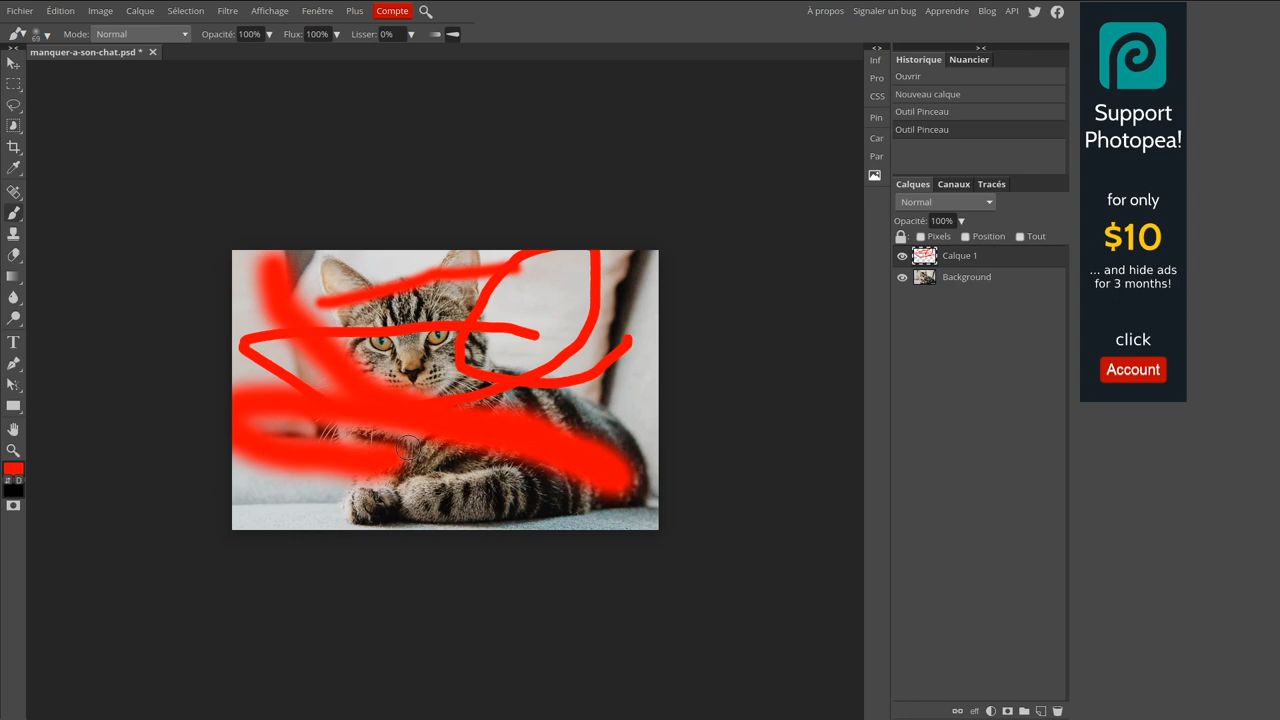 Fichier Édition Image Calque Sélection Filtre Affichage Fenêtre Plus Compte À propos Signaler un bug Apprendre Blog API
69 Mode: Normal Opacité: 100% Flux: 100% Lisser: 0%
manquer-a-son-chat.psd *
Inf
Pro
CSS
Pin
Car
Par
Historique Nuancier
Ouvrir
Nouveau calque
Outil Pinceau
Outil Pinceau
Calques Canaux Tracés
Normal
Opacité: 100%
Pixels Position Tout
Calque 1
Background
eff
T
D
Support
Photopea!
for only
$10
... and hide ads
for 3 months!
click
Account